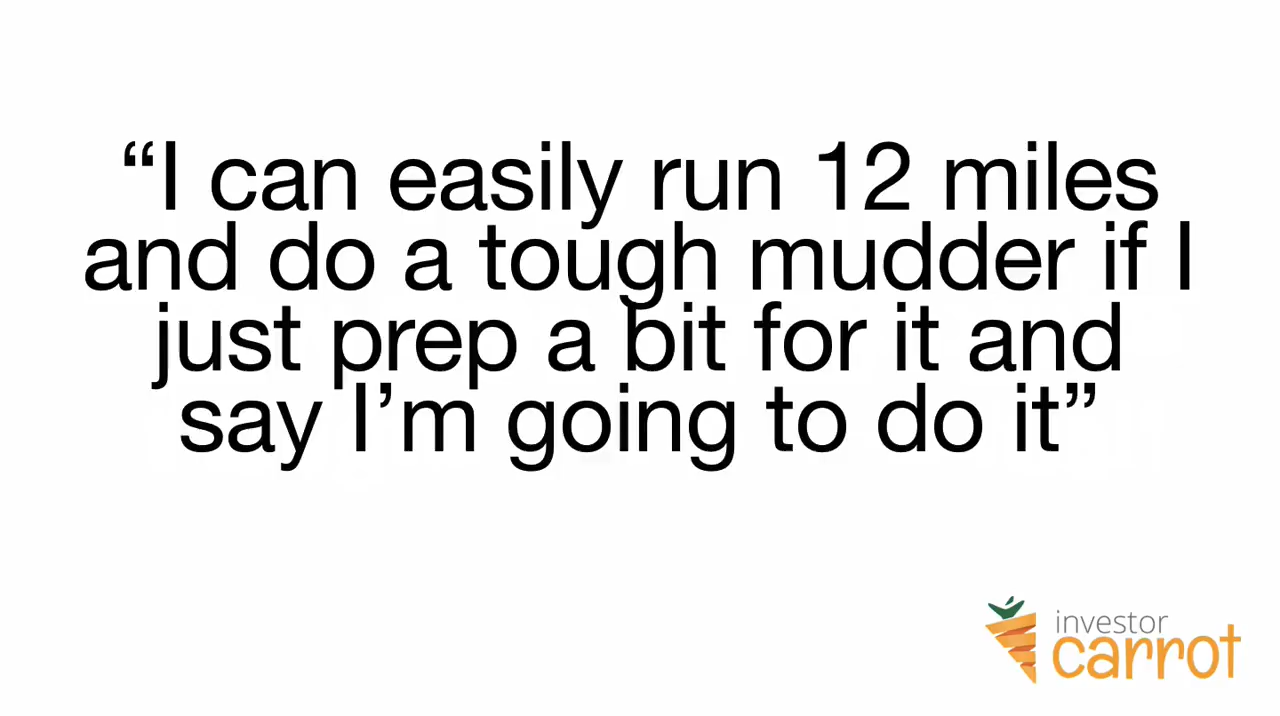 “I can easily run 12 miles
and do a tough mudder if I
just prep a bit for it and
say I’m going to do it”
investor
carrot